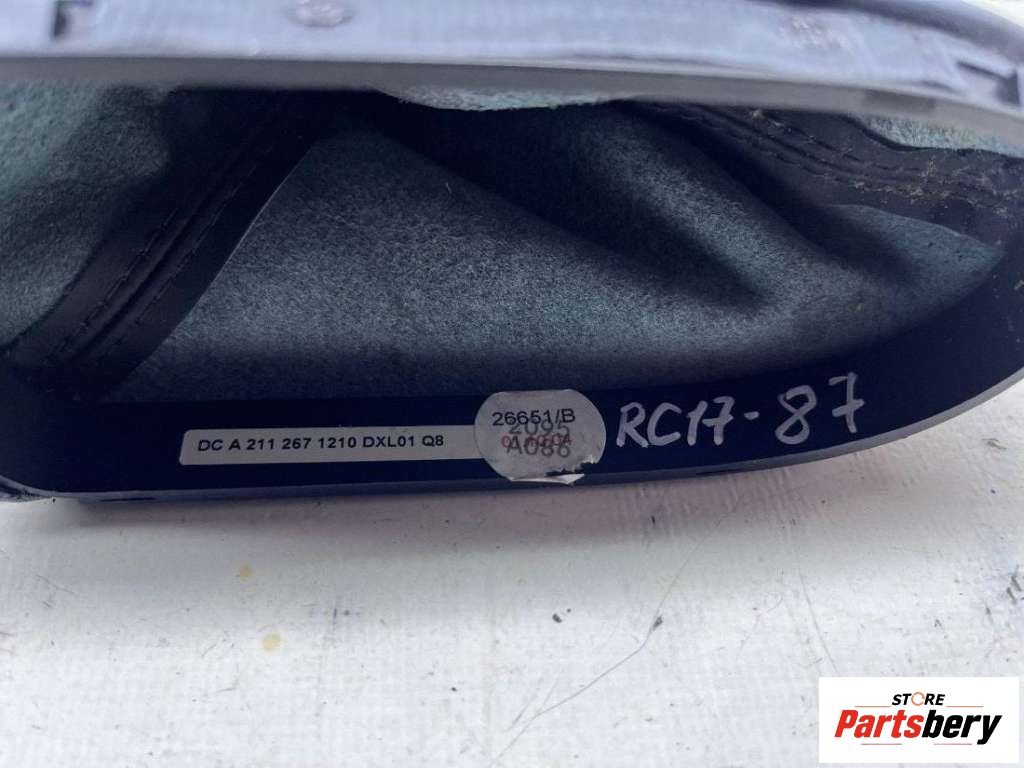 DC A 211 267 1210 DXL01 Q8
26651/B
2095
A086
RC17-87
STORE
Partsbery